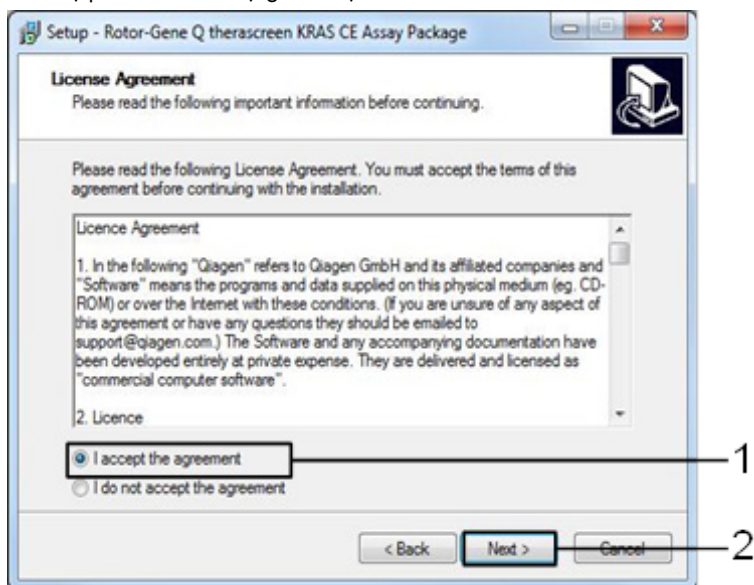 Setup - Rotor-Gene Q therascreen KRAS CE Assay Package
License Agreement
Please read the following important information before continuing.
Please read the following License Agreement. You must accept the terms of this
agreement before continuing with the installation.
Licence Agreement
1. In the following "Qiagen" refers to Qiagen GmbH and its affiliated companies and
"Software" means the programs and data supplied on this physical medium (eg. CD-
ROM) or over the Internet with these conditions. (If you are unsure of any aspect of
this agreement or have any questions they should be emailed to
support@qiagen.com.) The Software and any accompanying documentation have
been developed entirely at private expense. They are delivered and licensed as
"commercial computer software".
2. Licence
I accept the agreement
1
I do not accept the agreement
< Back Next > Cancel
2